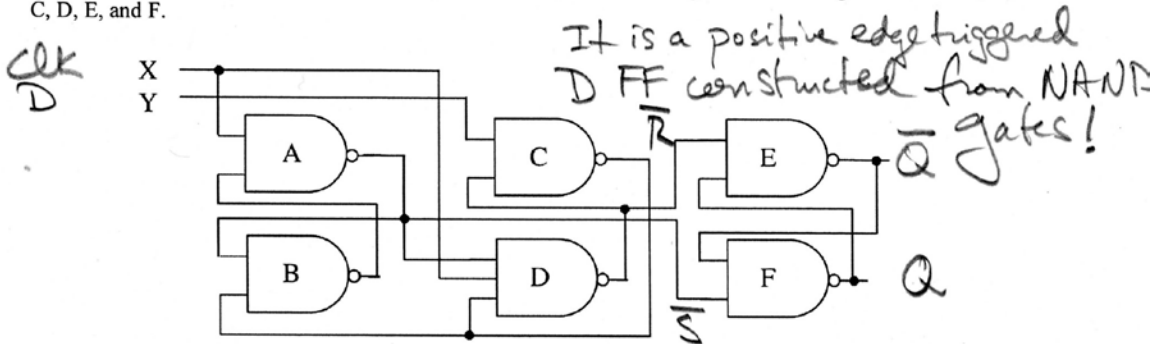 C, D, E, and F.
It is a positive edge triggered
Clk X
D Y
D FF constructed from NAND
gates!
A
C
R̅
E
Q̅
B
D
F
Q
S̅